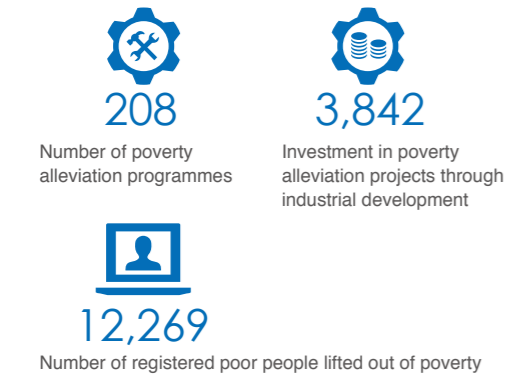 208
Number of poverty
alleviation programmes
3,842
Investment in poverty
alleviation projects through
industrial development
12,269
Number of registered poor people lifted out of poverty